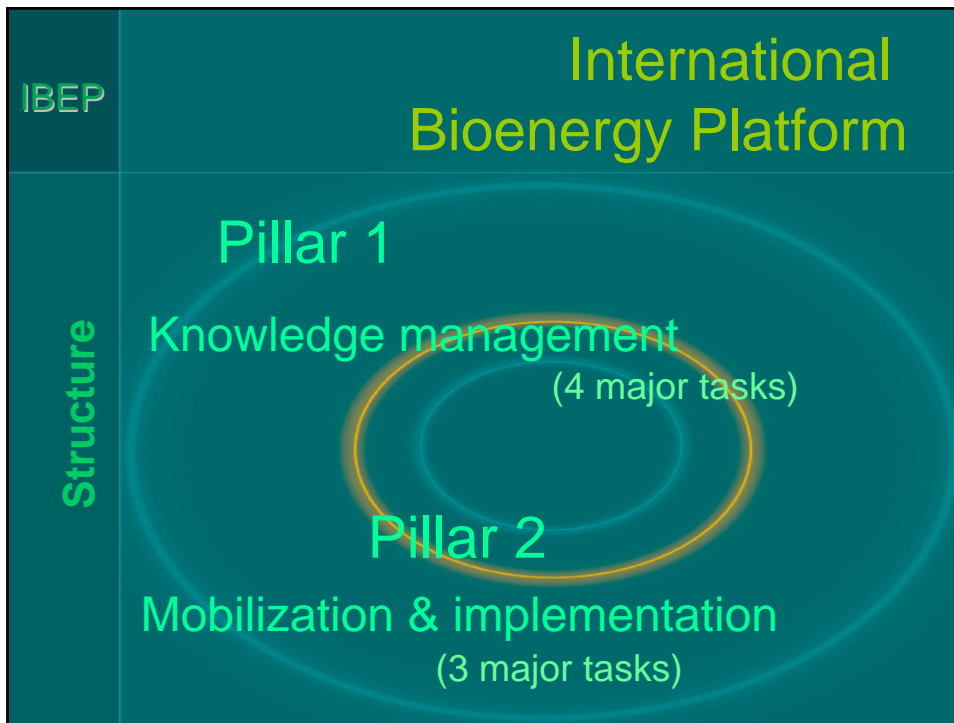 IBEP
International
Bioenergy Platform
Structure
Pillar 1
Knowledge management
(4 major tasks)
Pillar 2
Mobilization & implementation
(3 major tasks)